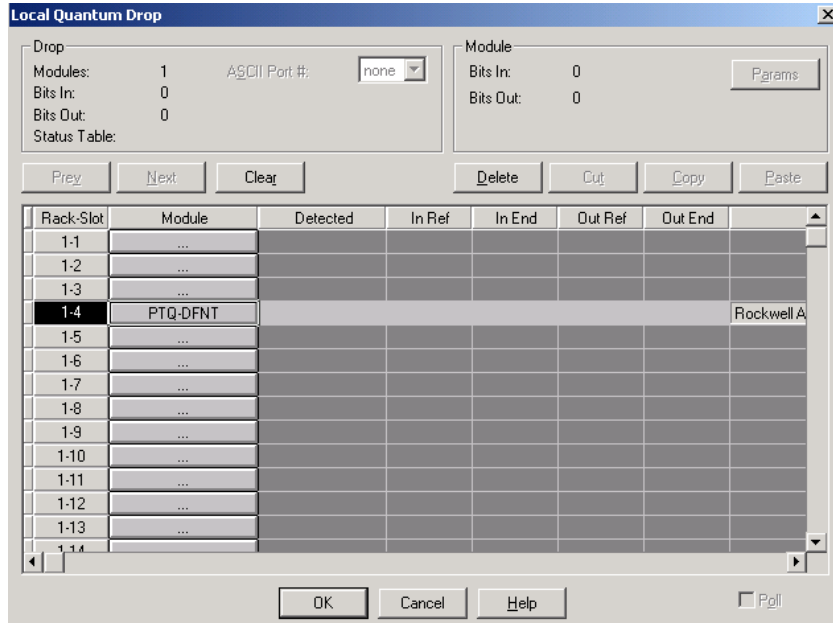 Local Quantum Drop
Drop
Modules: 1 ASCII Port #: none
Bits In: 0
Bits Out: 0
Status Table:
Module
Bits In: 0
Bits Out: 0
Params
Prev Next Clear Delete Cut Copy Paste
Rack-Slot Module Detected In Ref In End Out Ref Out End
1-1 ...
1-2 ...
1-3 ...
1-4 PTQ-DFNT Rockwell A
1-5 ...
1-6 ...
1-7 ...
1-8 ...
1-9 ...
1-10 ...
1-11 ...
1-12 ...
1-13 ...
1-14
OK Cancel Help Poll